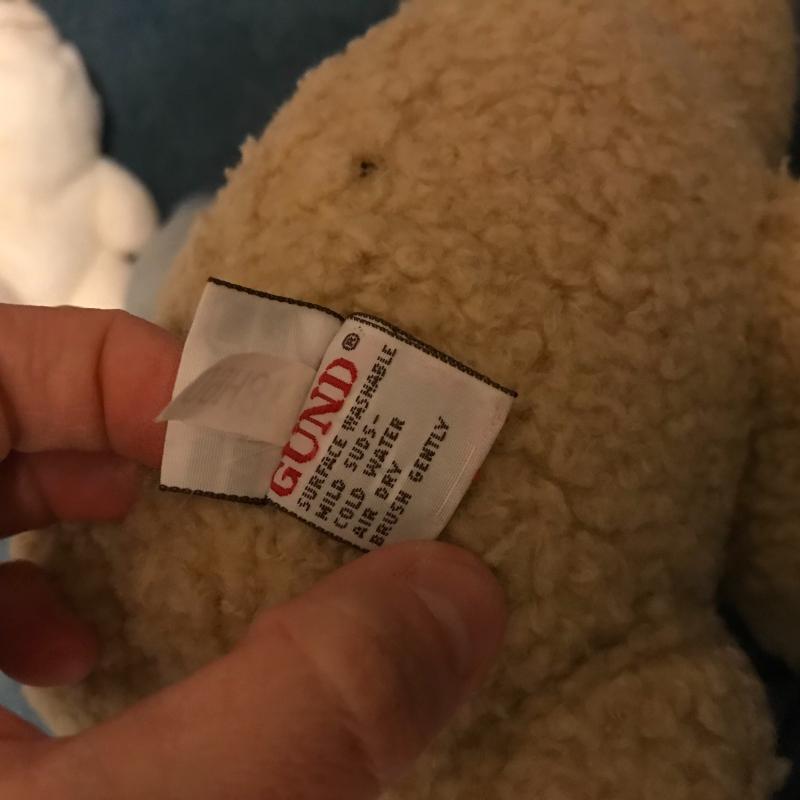 GUND®
SURFACE WASHABLE
MILD SUDS-
COLD WATER
AIR DRY
BRUSH GENTLY